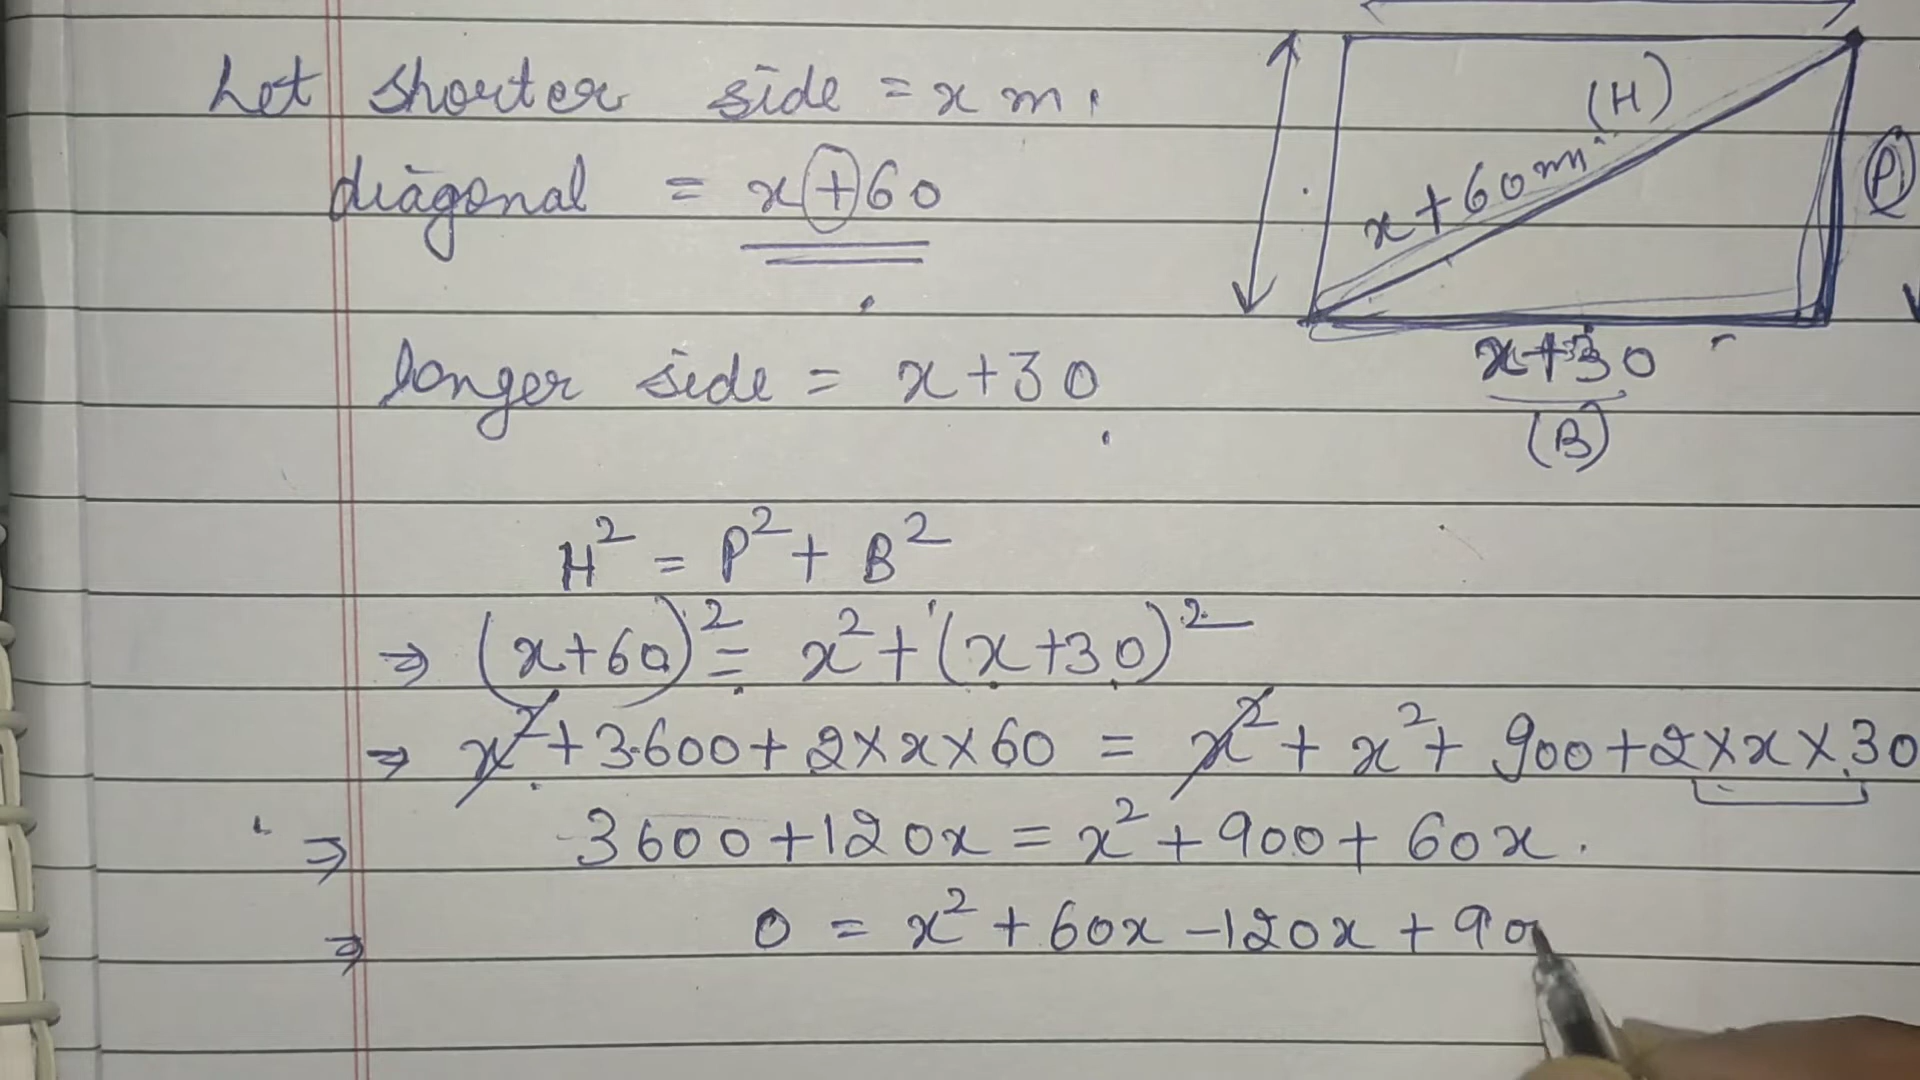 Let shorter side = x m.
diagonal = x+60
longer side = x+30
(H)
x+60m
(P)
x+30
(B)
H² = P² + B²
⇒ (x+60)² = x² + (x+30)²
⇒ x² + 3600 + 2×x×60 = x² + x² + 900 + 2×x×30
⇒ 3600 + 120x = x² + 900 + 60x.
⇒ 0 = x² + 60x - 120x + 90